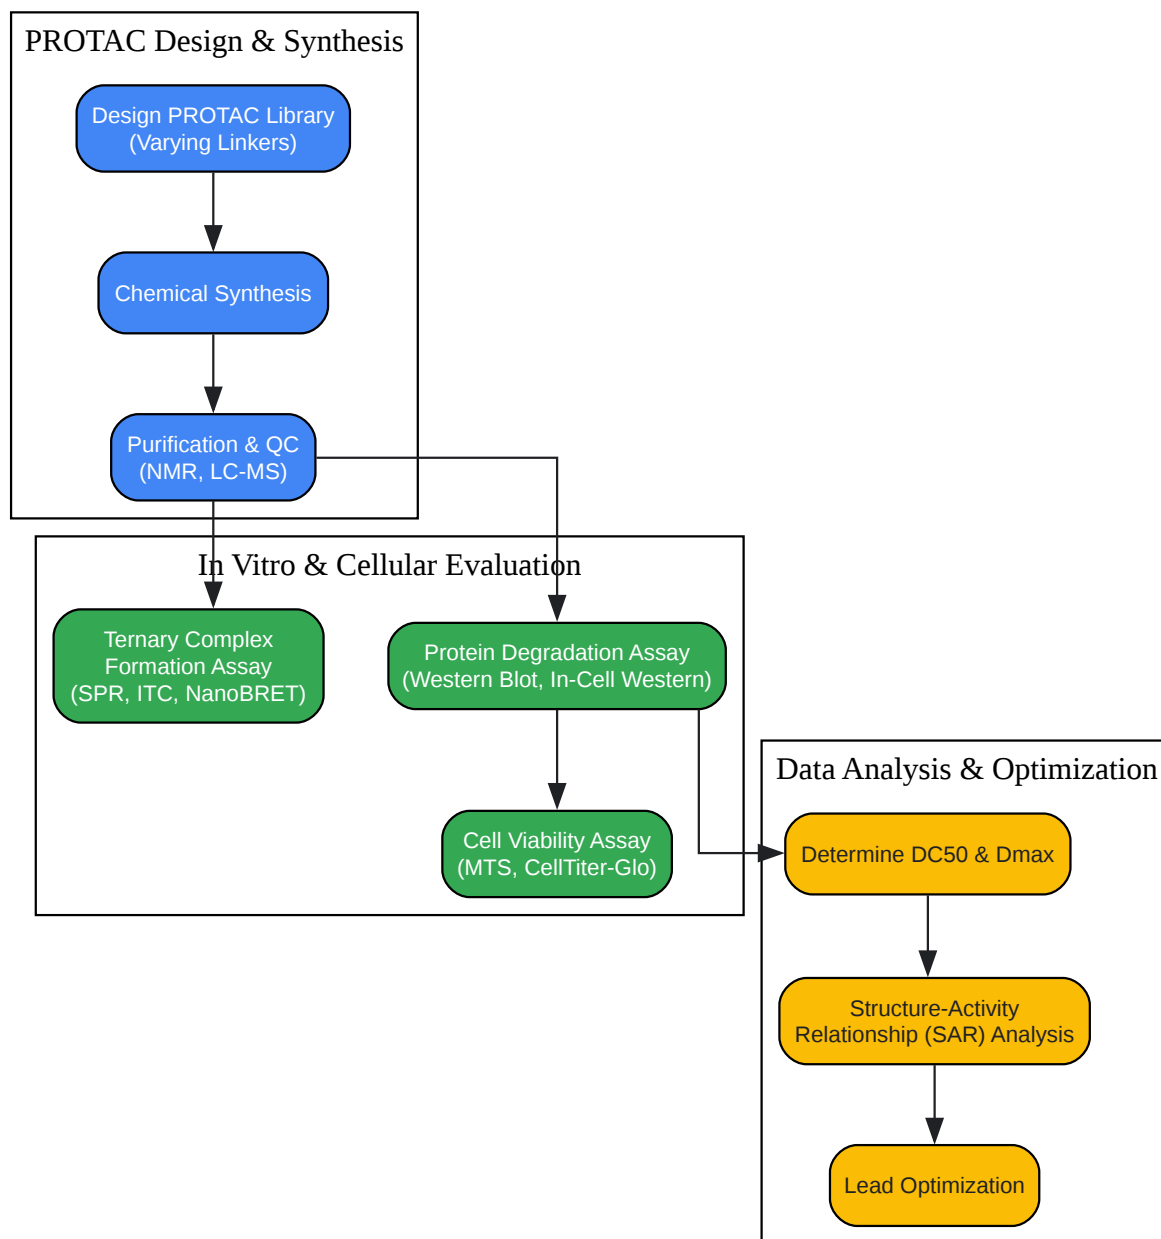 PROTAC Design & Synthesis
Design PROTAC Library
(Varying Linkers)
Chemical Synthesis
Purification & QC
(NMR, LC-MS)
In Vitro & Cellular Evaluation
Ternary Complex
Formation Assay
(SPR, ITC, NanoBRET)
Protein Degradation Assay
(Western Blot, In-Cell Western)
Cell Viability Assay
(MTS, CellTiter-Glo)
Data Analysis & Optimization
Determine DC50 & Dmax
Structure-Activity
Relationship (SAR) Analysis
Lead Optimization